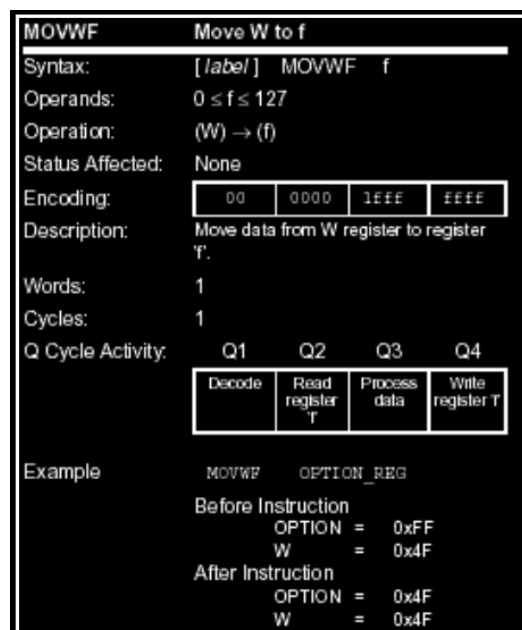 MOVWF Move W to f
Syntax: [ label ] MOVWF f
Operands: 0 ≤ f ≤ 127
Operation: (W) → (f)
Status Affected: None
Encoding: 00 0000 1fff ffff
Description: Move data from W register to register
'f'.
Words: 1
Cycles: 1
Q Cycle Activity: Q1 Q2 Q3 Q4
Decode Read Process Write
register data register 'f'
'f'
Example MOVWF OPTION_REG
Before Instruction
OPTION = 0xFF
W = 0x4F
After Instruction
OPTION = 0x4F
W = 0x4F